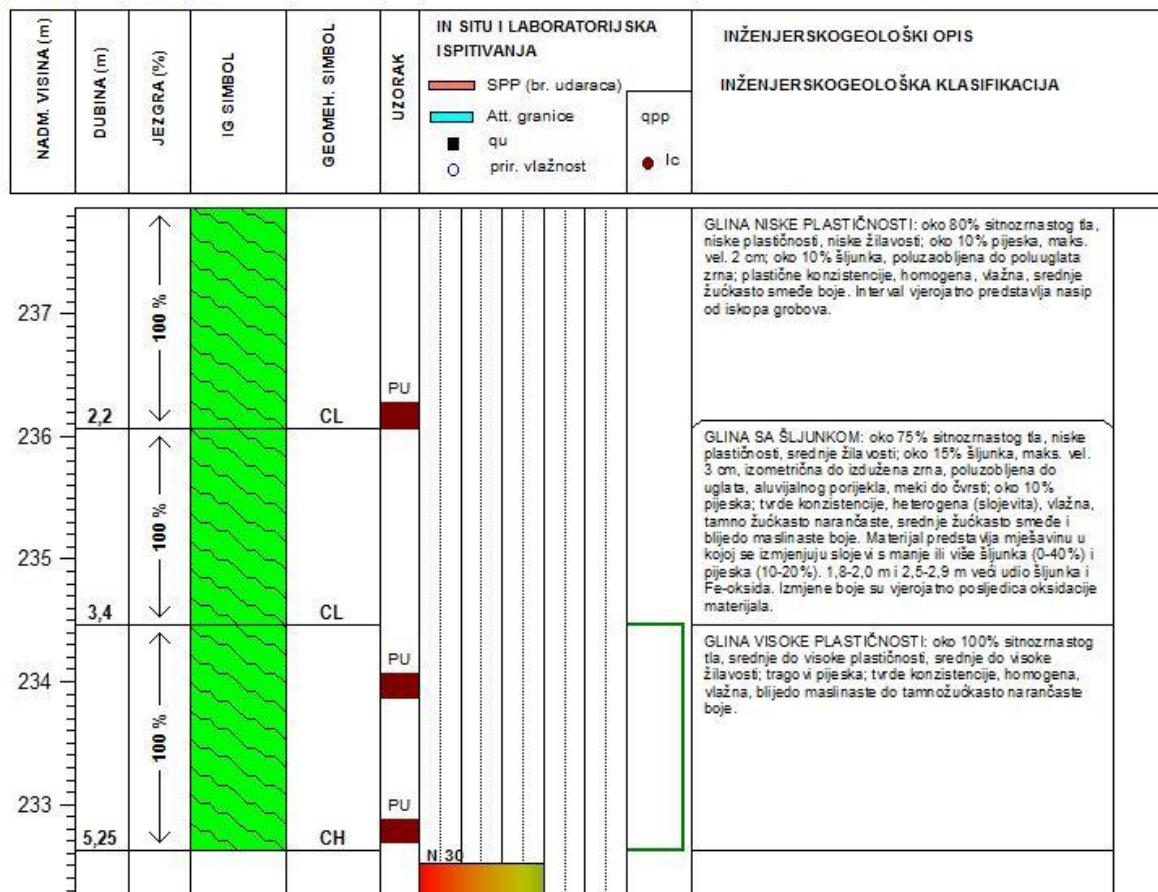 NADM. VISINA (m)
DUBINA (m)
JEZGRA (%)
IG SIMBOL
GEOMEH. SIMBOL
UZORAK
IN SITU I LABORATORIJSKA
ISPITIVANJA
SPP (br. udaraca)
Att. granice
qu
prir. vlažnost
qpp
Ic
INŽENJERSKOGEOLOŠKI OPIS
INŽENJERSKOGEOLOŠKA KLASIFIKACIJA
237
100 %
PU
2,2
CL
GLINA NISKE PLASTIČNOSTI: oko 80% sitnozrnastog tla,
niske plastičnosti, niske žilavosti; oko 10% pijeska, maks.
vel. 2 cm; oko 10% šljunka, poluzaobljena do poluuglata
zrna; plastične konzistencije, homogena, vlažna, srednje
žućkasto smeđe boje. Interval vjerojatno predstavlja nasip
od iskopa grobova.
236
235
100 %
3,4
CL
GLINA SA ŠLJUNKOM: oko 75% sitnozrnastog tla, niske
plastičnosti, srednje žilavosti; oko 15% šljunka, maks. vel.
3 cm, izometrična do izdužena zrna, poluzobljena do
uglata, aluvijalnog porijekla, meki do čvrsti; oko 10%
pijeska; tvrde konzistencije, heterogena (slojevita), vlažna,
tamno žućkasto narančaste, srednje žućkasto smeđe i
blijedo maslinaste boje. Materijal predstavlja mješavinu u
kojoj se izmjenjuju slojevi s manje ili više šljunka (0-40%) i
pijeska (10-20%). 1,8-2,0 m i 2,5-2,9 m veći udio šljunka i
Fe-oksida. Izmjene boje su vjerojatno posljedica oksidacije
materijala.
234
233
100 %
PU
PU
5,25
CH
GLINA VISOKE PLASTIČNOSTI: oko 100% sitnozrnastog
tla, srednje do visoke plastičnosti, srednje do visoke
žilavosti; tragovi pijeska; tvrde konzistencije, homogena,
vlažna, blijedo maslinaste do tamnožućkasto narančaste
boje.
N 30